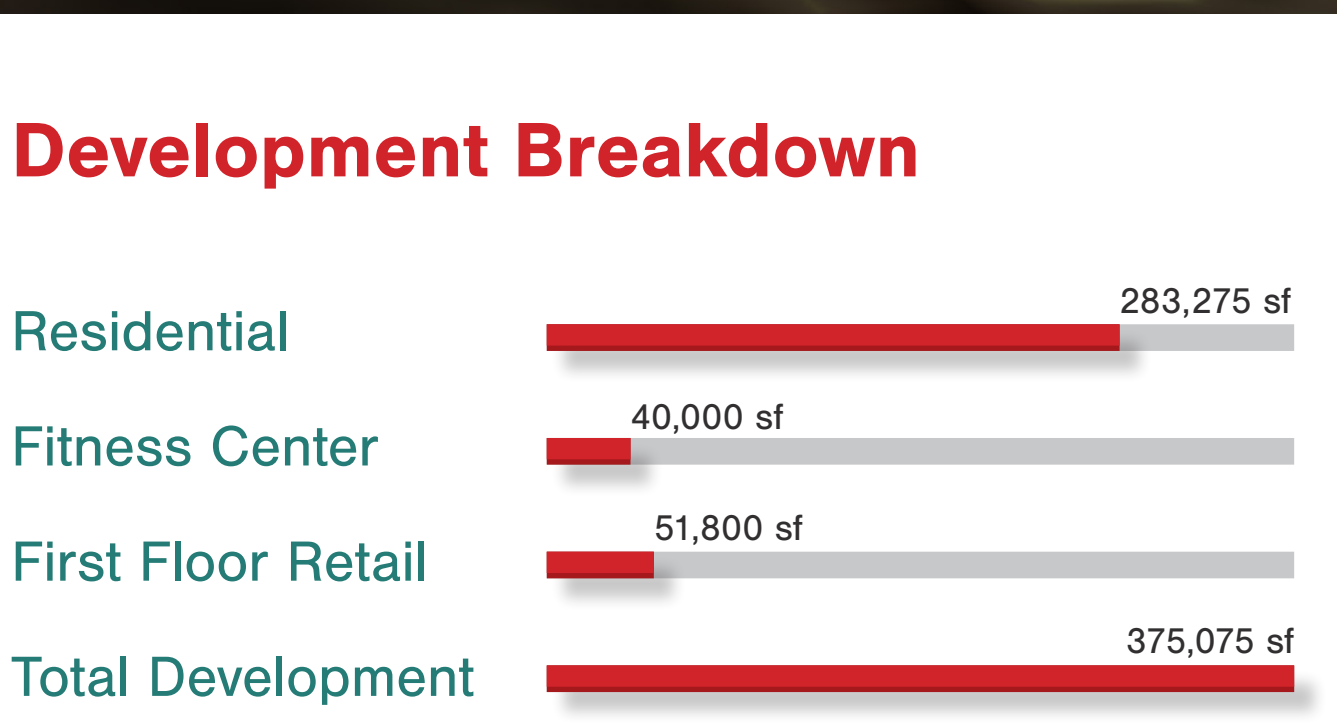 Development Breakdown
Residential
283,275 sf
Fitness Center
40,000 sf
First Floor Retail
51,800 sf
Total Development
375,075 sf